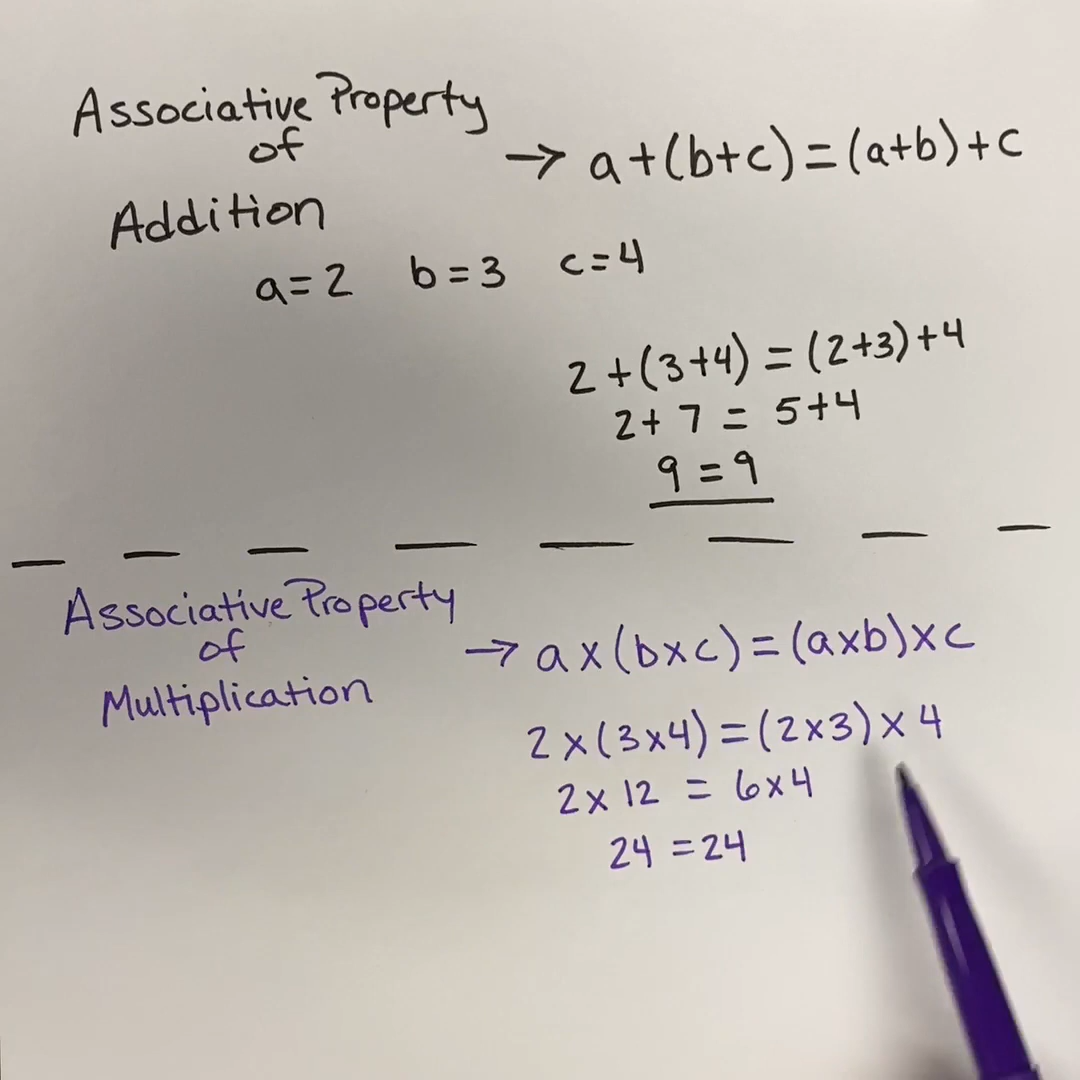 Associative Property
of
Addition
→ a+(b+c)=(a+b)+c
a=2 b=3 c=4
2+(3+4)=(2+3)+4
2+7=5+4
9=9
Associative Property
of
Multiplication
→ a×(b×c)=(a×b)×c
2×(3×4)=(2×3)×4
2×12=6×4
24=24